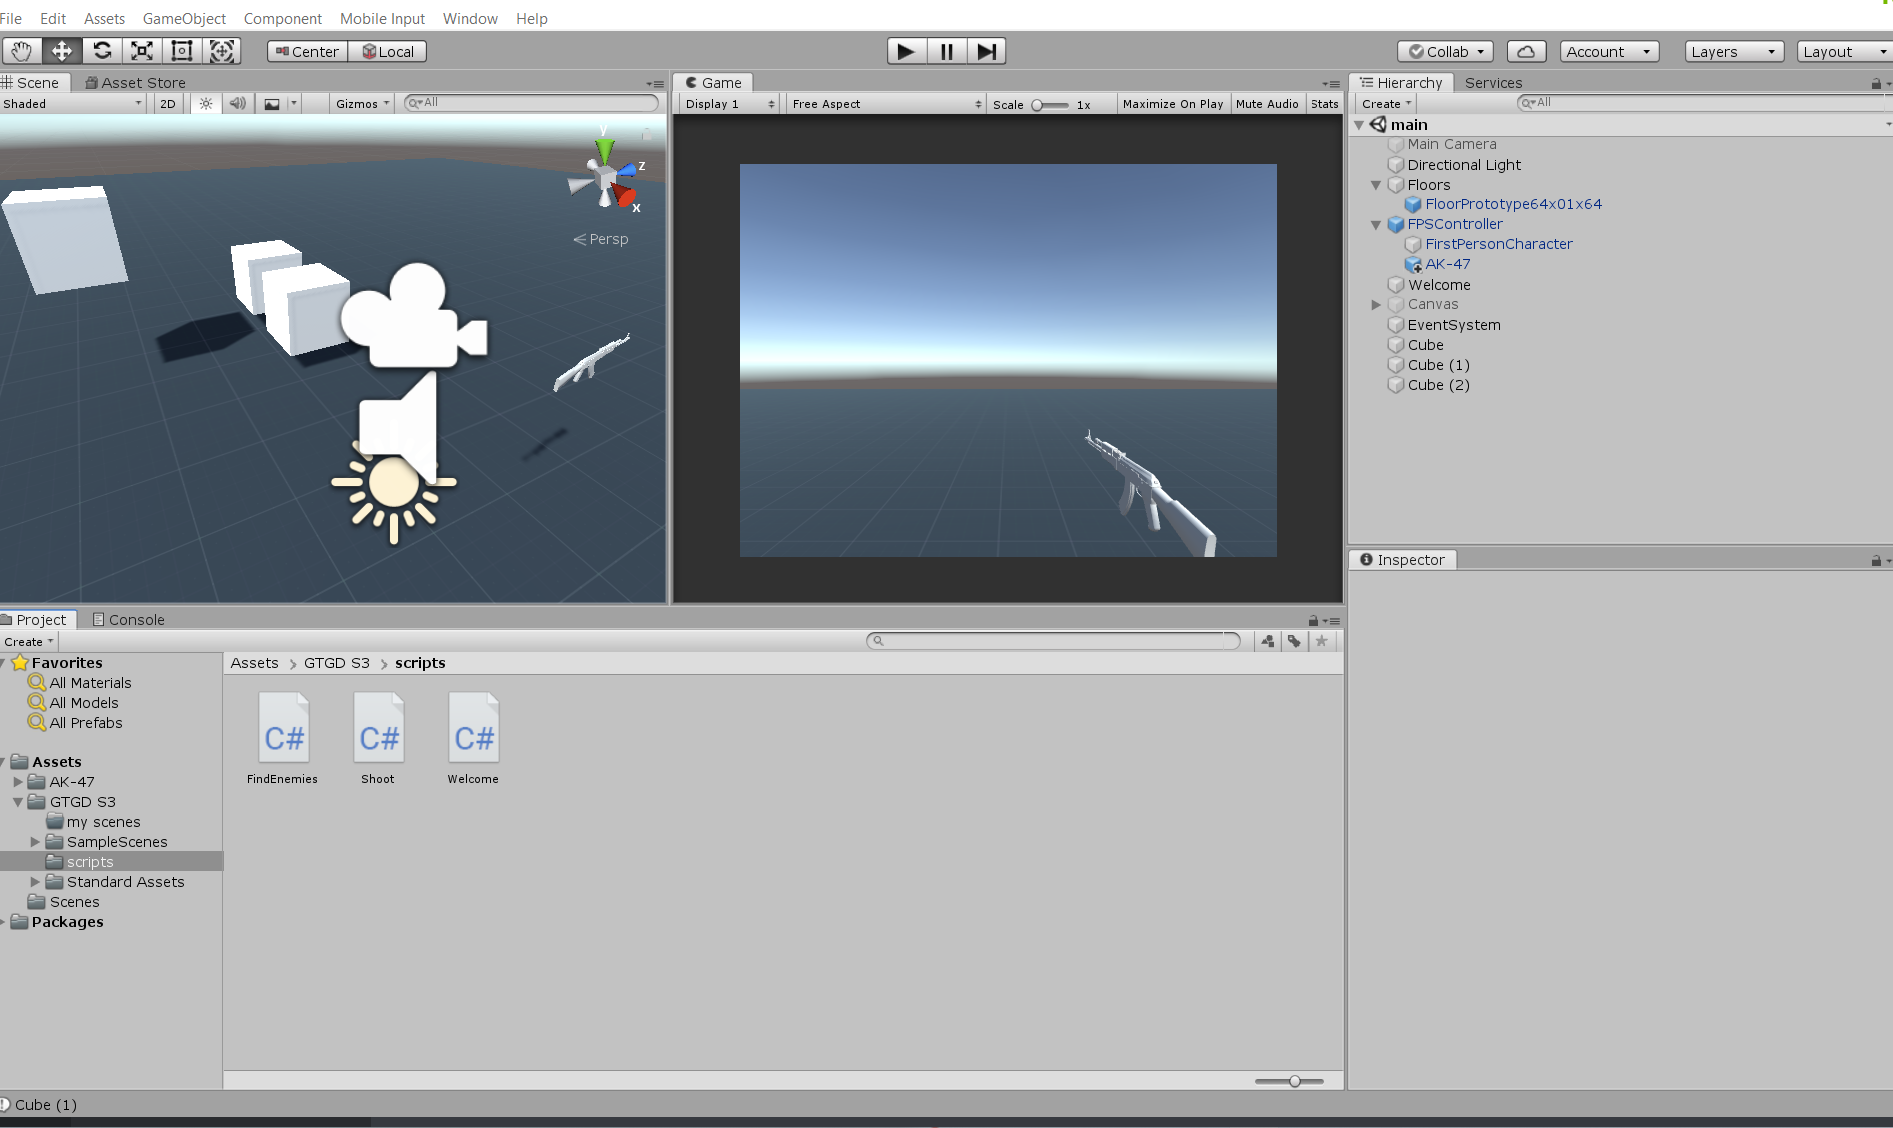 File Edit Assets GameObject Component Mobile Input Window Help
Center Local Collab Account Layers Layout
Scene Asset Store
Shaded 2D Gizmos All
y
z
x
Persp
Game
Display 1 Free Aspect Scale 1x Maximize On Play Mute Audio Stats
Hierarchy Services
Create All
main
Main Camera
Directional Light
Floors
FloorPrototype64x01x64
FPSController
FirstPersonCharacter
AK-47
Welcome
Canvas
EventSystem
Cube
Cube (1)
Cube (2)
Inspector
Project Console
Create
Favorites
All Materials
All Models
All Prefabs
Assets
AK-47
GTGD S3
my scenes
SampleScenes
scripts
Standard Assets
Scenes
Packages
Assets > GTGD S3 > scripts
C# C# C#
FindEnemies Shoot Welcome
Cube (1)